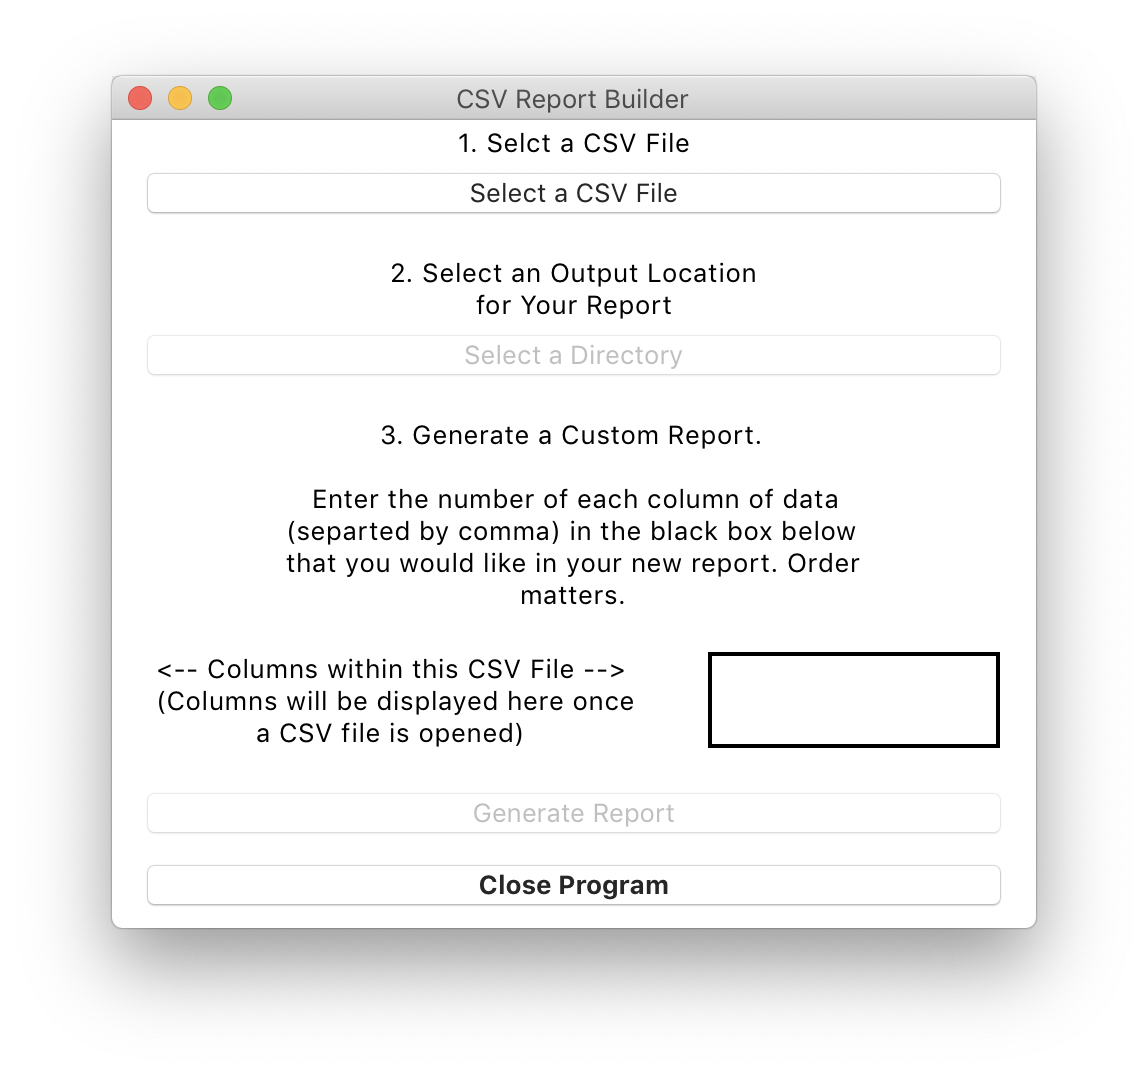 CSV Report Builder
1. Selct a CSV File
Select a CSV File
2. Select an Output Location
for Your Report
Select a Directory
3. Generate a Custom Report.
Enter the number of each column of data
(separted by comma) in the black box below
that you would like in your new report. Order
matters.
<-- Columns within this CSV File -->
(Columns will be displayed here once
a CSV file is opened)
Generate Report
Close Program